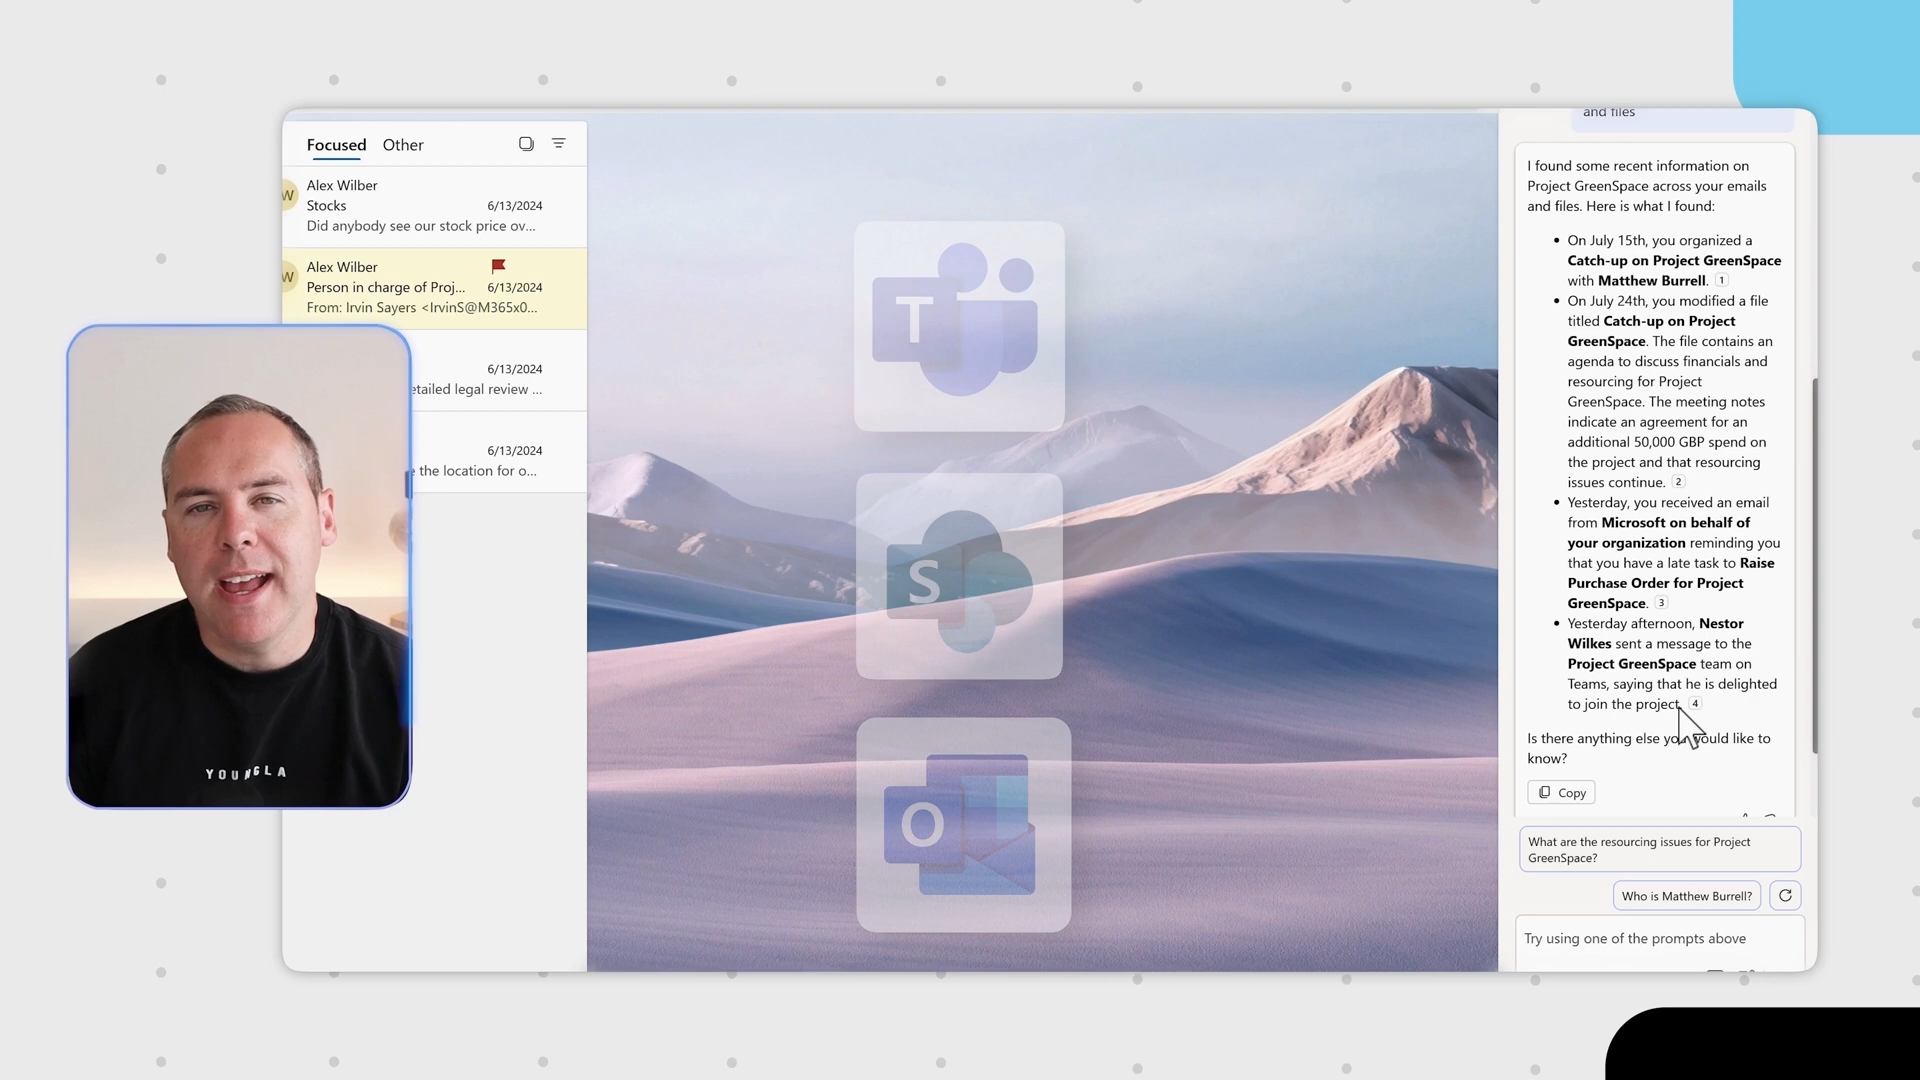 Focused Other
W
Alex Wilber
Stocks 6/13/2024
Did anybody see our stock price ov...
W
Alex Wilber
Person in charge of Proj... 6/13/2024
From: Irvin Sayers <IrvinS@M365x0...
6/13/2024
etailed legal review ...
6/13/2024
e the location for o...
YOUNGLA
T
S
O
and files
I found some recent information on
Project GreenSpace across your emails
and files. Here is what I found:
• On July 15th, you organized a
Catch-up on Project GreenSpace
with Matthew Burrell. 1
• On July 24th, you modified a file
titled Catch-up on Project
GreenSpace. The file contains an
agenda to discuss financials and
resourcing for Project
GreenSpace. The meeting notes
indicate an agreement for an
additional 50,000 GBP spend on
the project and that resourcing
issues continue. 2
• Yesterday, you received an email
from Microsoft on behalf of
your organization reminding you
that you have a late task to Raise
Purchase Order for Project
GreenSpace. 3
• Yesterday afternoon, Nestor
Wilkes sent a message to the
Project GreenSpace team on
Teams, saying that he is delighted
to join the project. 4
Is there anything else you would like to
know?
Copy
What are the resourcing issues for Project
GreenSpace?
Who is Matthew Burrell?
Try using one of the prompts above